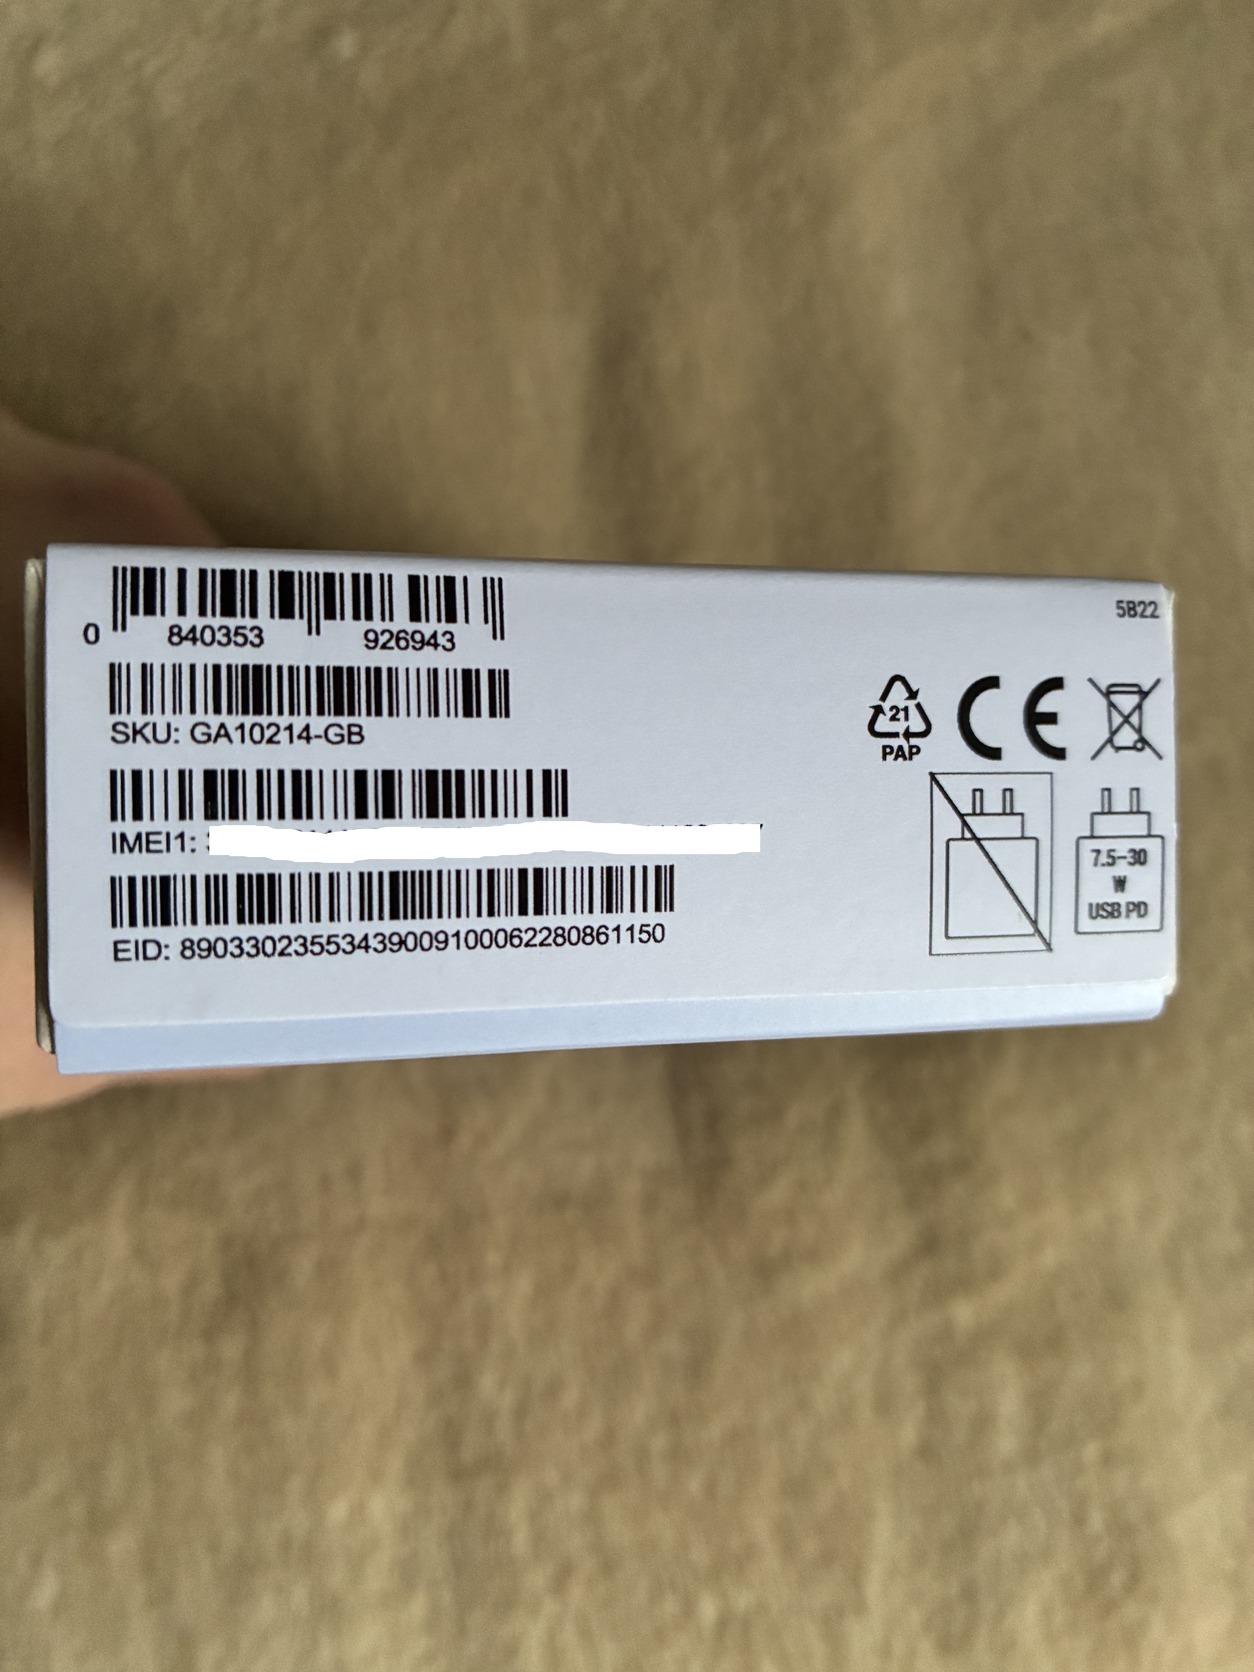 0 840353 926943
SKU: GA10214-GB
IMEI1:
EID: 89033023553439009100062280861150
5B22
21
PAP
CE
7.5-30
W
USB PD